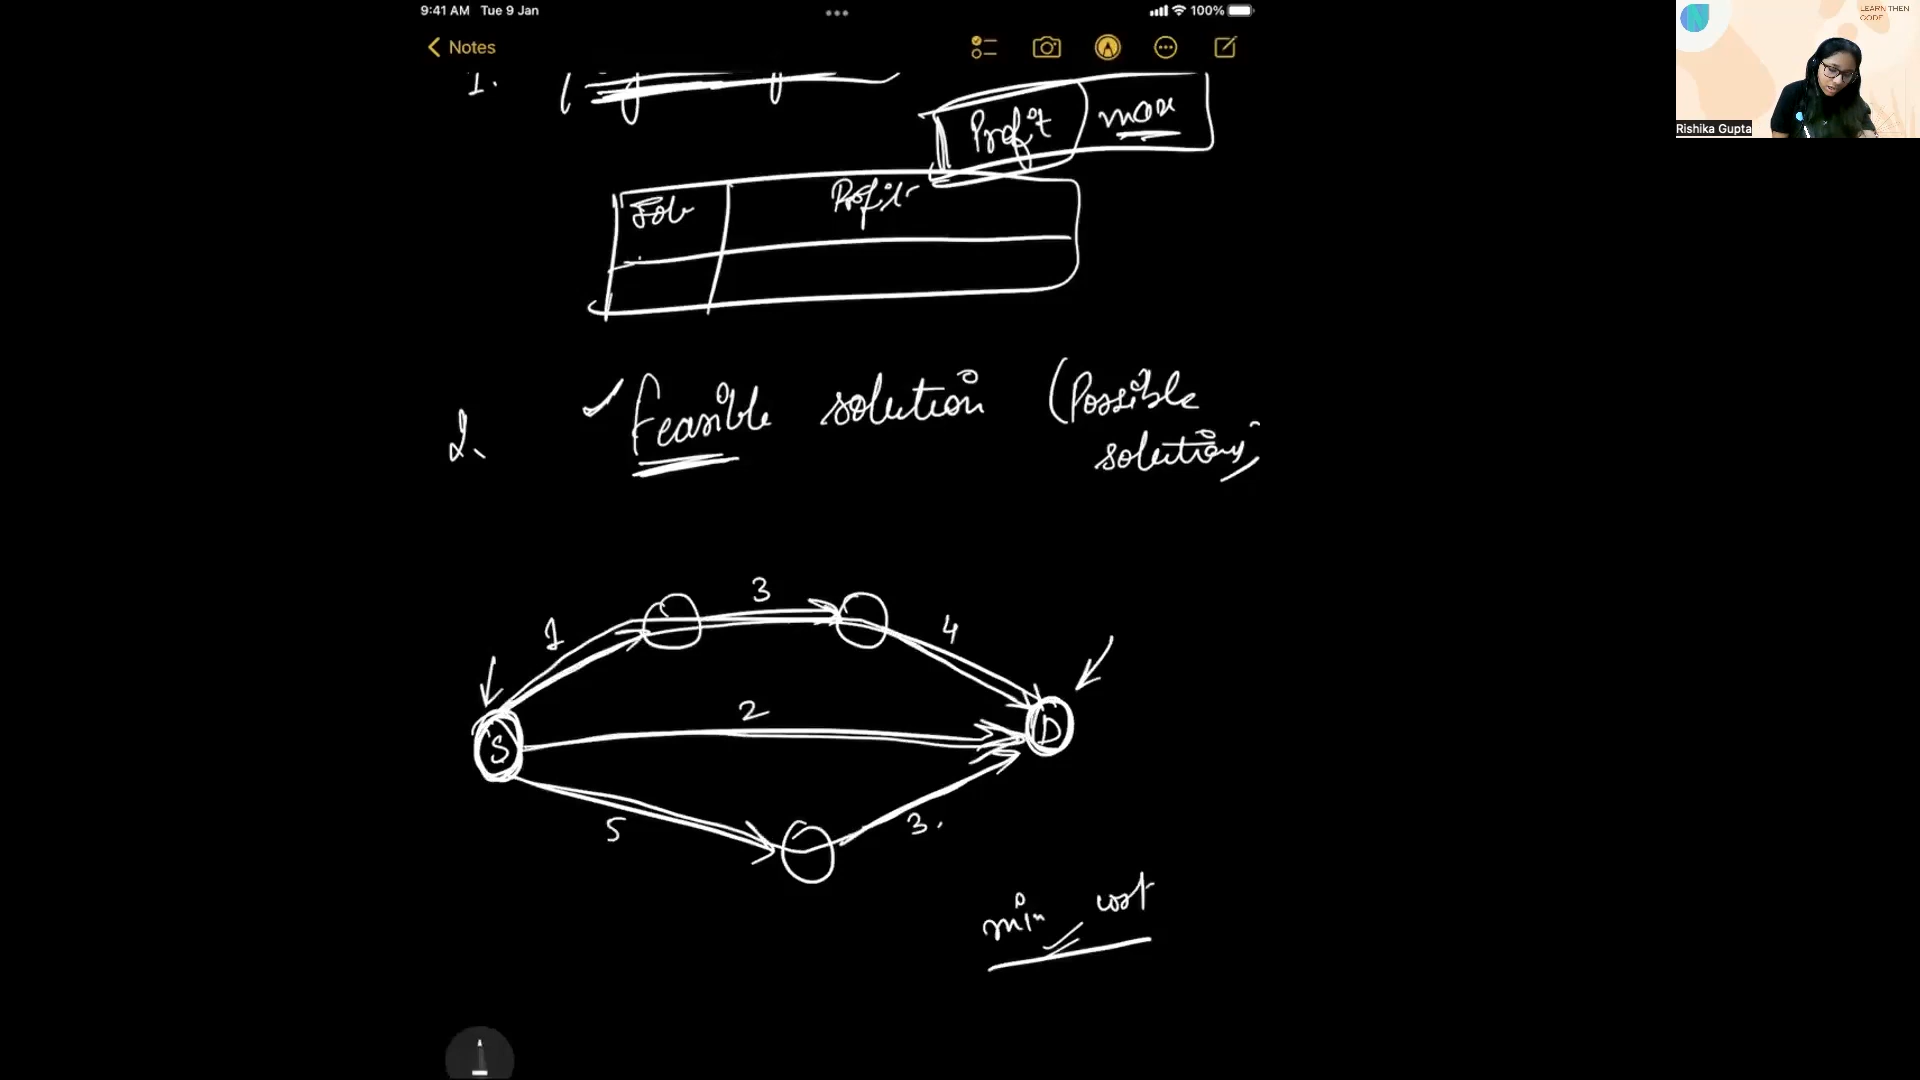 9:41 AM Tue 9 Jan
100%
Notes
LEARN THEN
CODE
Rishika Gupta
1.
Profit max
Job Profit
2. Feasible solution (Possible
solutions)
1 3 4
S 2 D
5 3.
min cost